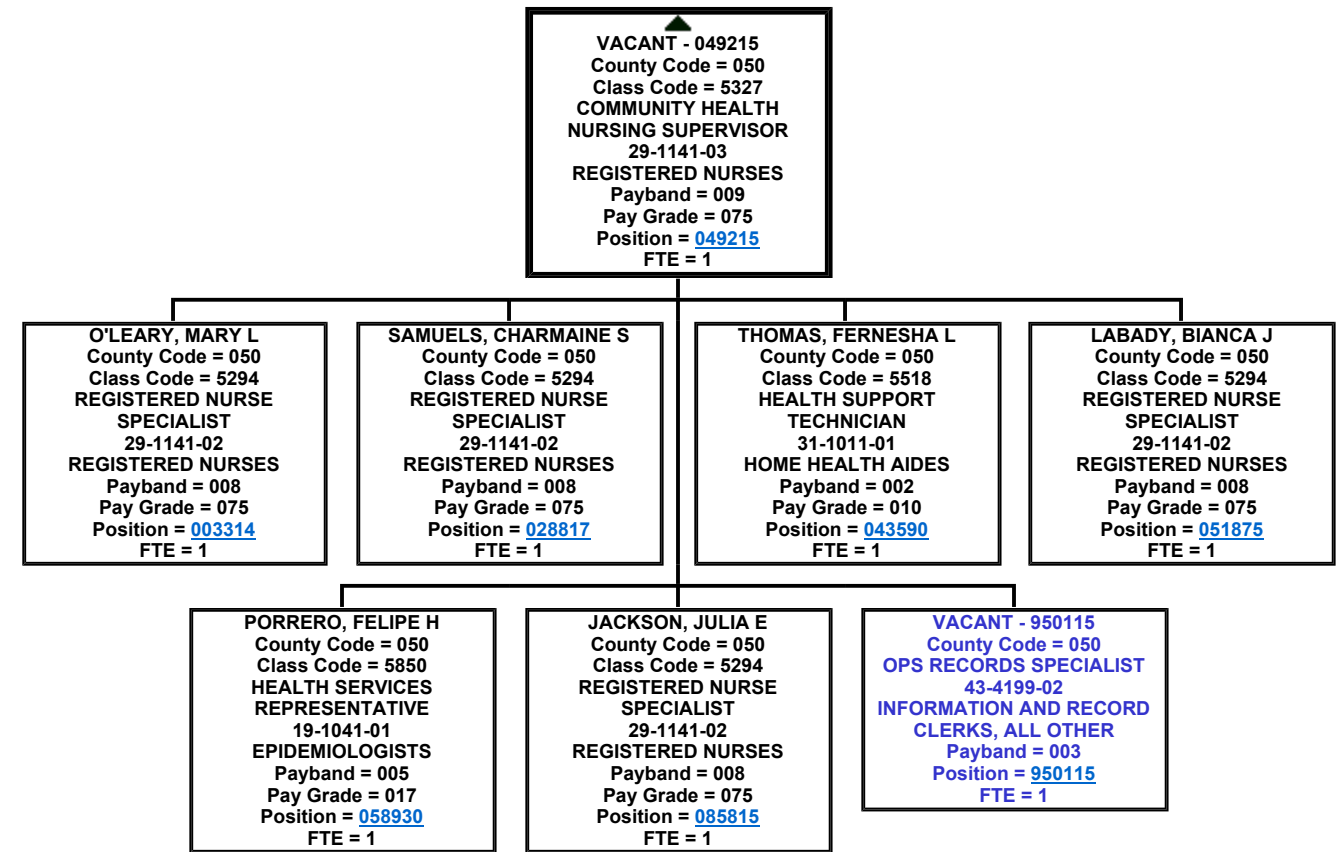 VACANT - 049215
County Code = 050
Class Code = 5327
COMMUNITY HEALTH
NURSING SUPERVISOR
29-1141-03
REGISTERED NURSES
Payband = 009
Pay Grade = 075
Position = 049215
FTE = 1
O'LEARY, MARY L
County Code = 050
Class Code = 5294
REGISTERED NURSE
SPECIALIST
29-1141-02
REGISTERED NURSES
Payband = 008
Pay Grade = 075
Position = 003314
FTE = 1
SAMUELS, CHARMAINE S
County Code = 050
Class Code = 5294
REGISTERED NURSE
SPECIALIST
29-1141-02
REGISTERED NURSES
Payband = 008
Pay Grade = 075
Position = 028817
FTE = 1
THOMAS, FERNESHA L
County Code = 050
Class Code = 5518
HEALTH SUPPORT
TECHNICIAN
31-1011-01
HOME HEALTH AIDES
Payband = 002
Pay Grade = 010
Position = 043590
FTE = 1
LABADY, BIANCA J
County Code = 050
Class Code = 5294
REGISTERED NURSE
SPECIALIST
29-1141-02
REGISTERED NURSES
Payband = 008
Pay Grade = 075
Position = 051875
FTE = 1
PORRERO, FELIPE H
County Code = 050
Class Code = 5850
HEALTH SERVICES
REPRESENTATIVE
19-1041-01
EPIDEMIOLOGISTS
Payband = 005
Pay Grade = 017
Position = 058930
FTE = 1
JACKSON, JULIA E
County Code = 050
Class Code = 5294
REGISTERED NURSE
SPECIALIST
29-1141-02
REGISTERED NURSES
Payband = 008
Pay Grade = 075
Position = 085815
FTE = 1
VACANT - 950115
County Code = 050
OPS RECORDS SPECIALIST
43-4199-02
INFORMATION AND RECORD
CLERKS, ALL OTHER
Payband = 003
Position = 950115
FTE = 1